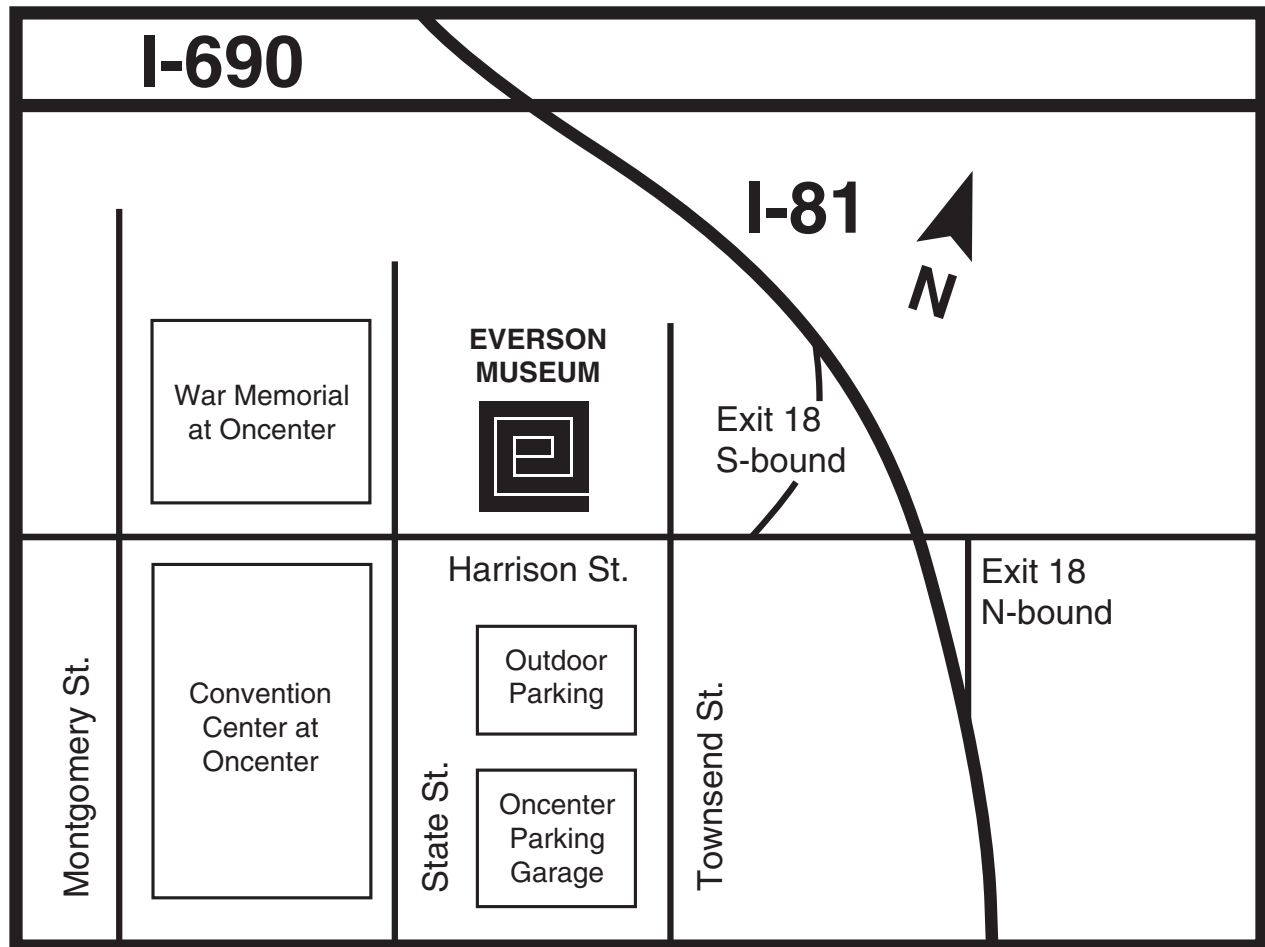 I-690
I-81
N
EVERSON
MUSEUM
War Memorial
at Oncenter
Exit 18
S-bound
Harrison St.
Exit 18
N-bound
Montgomery St.
Convention
Center at
Oncenter
State St.
Outdoor
Parking
Oncenter
Parking
Garage
Townsend St.